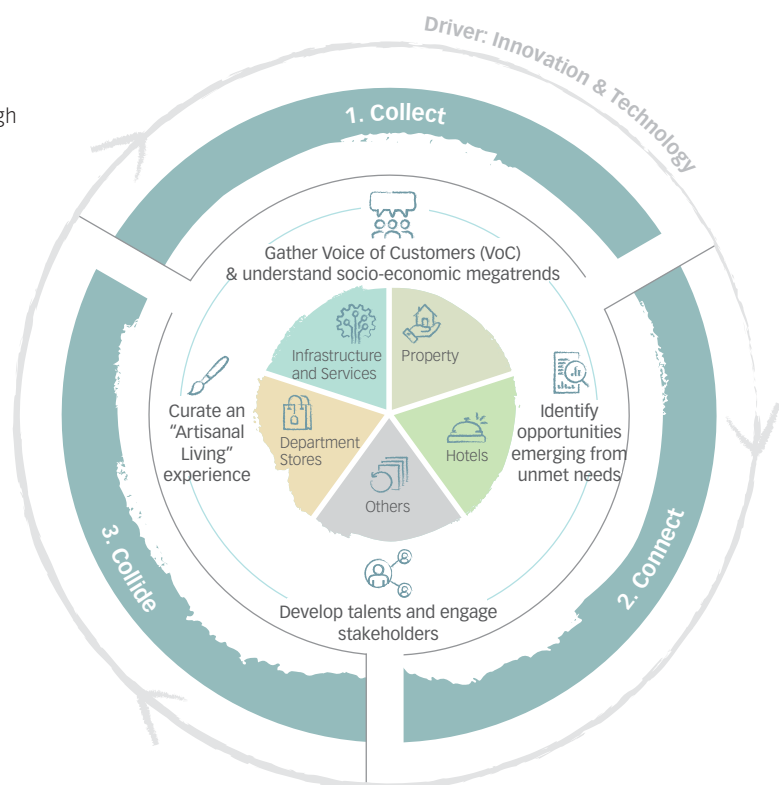 Driver: Innovation & Technology
1. Collect
Gather Voice of Customers (VoC)
& understand socio-economic megatrends
Infrastructure
and Services
Property
Curate an
“Artisanal
Living”
experience
Department
Stores
Hotels
Identify
opportunities
emerging from
unmet needs
Others
3. Collide
2. Connect
Develop talents and engage
stakeholders